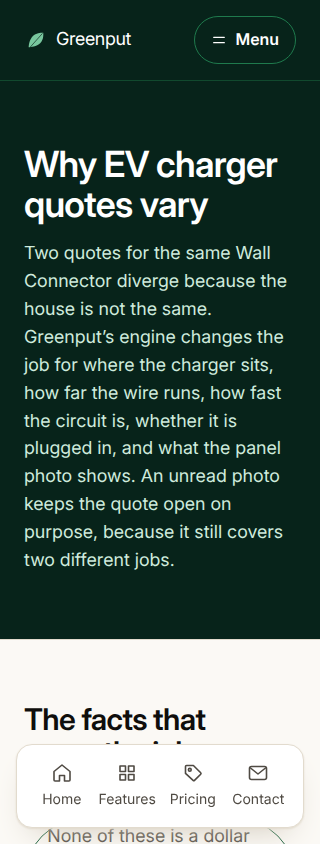 Greenput
Menu
Why EV charger
quotes vary
Two quotes for the same Wall
Connector diverge because the
house is not the same.
Greenput’s engine changes the
job for where the charger sits,
how far the wire runs, how fast
the circuit is, whether it is
plugged in, and what the panel
photo shows. An unread photo
keeps the quote open on
purpose, because it still covers
two different jobs.
The facts that
Home Features Pricing Contact
None of these is a dollar